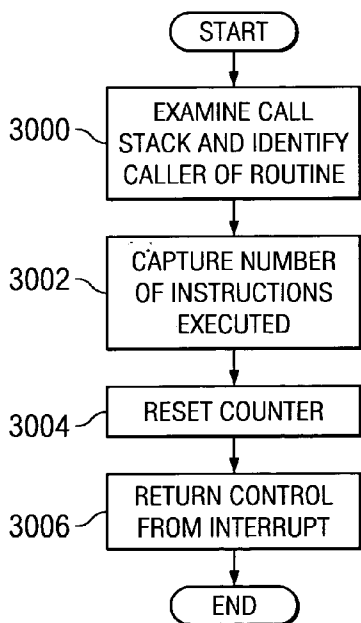 START
3000
EXAMINE CALL
STACK AND IDENTIFY
CALLER OF ROUTINE
3002
CAPTURE NUMBER
OF INSTRUCTIONS
EXECUTED
3004
RESET COUNTER
3006
RETURN CONTROL
FROM INTERRUPT
END